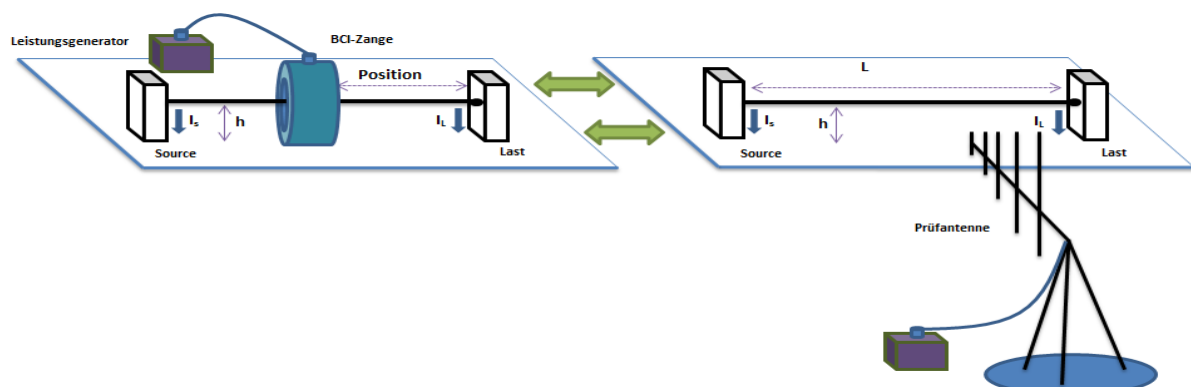 Leistungsgenerator
BCI-Zange
Position
Is
h
IL
Source
Last
L
Is
h
IL
Source
Last
Prüfantenne